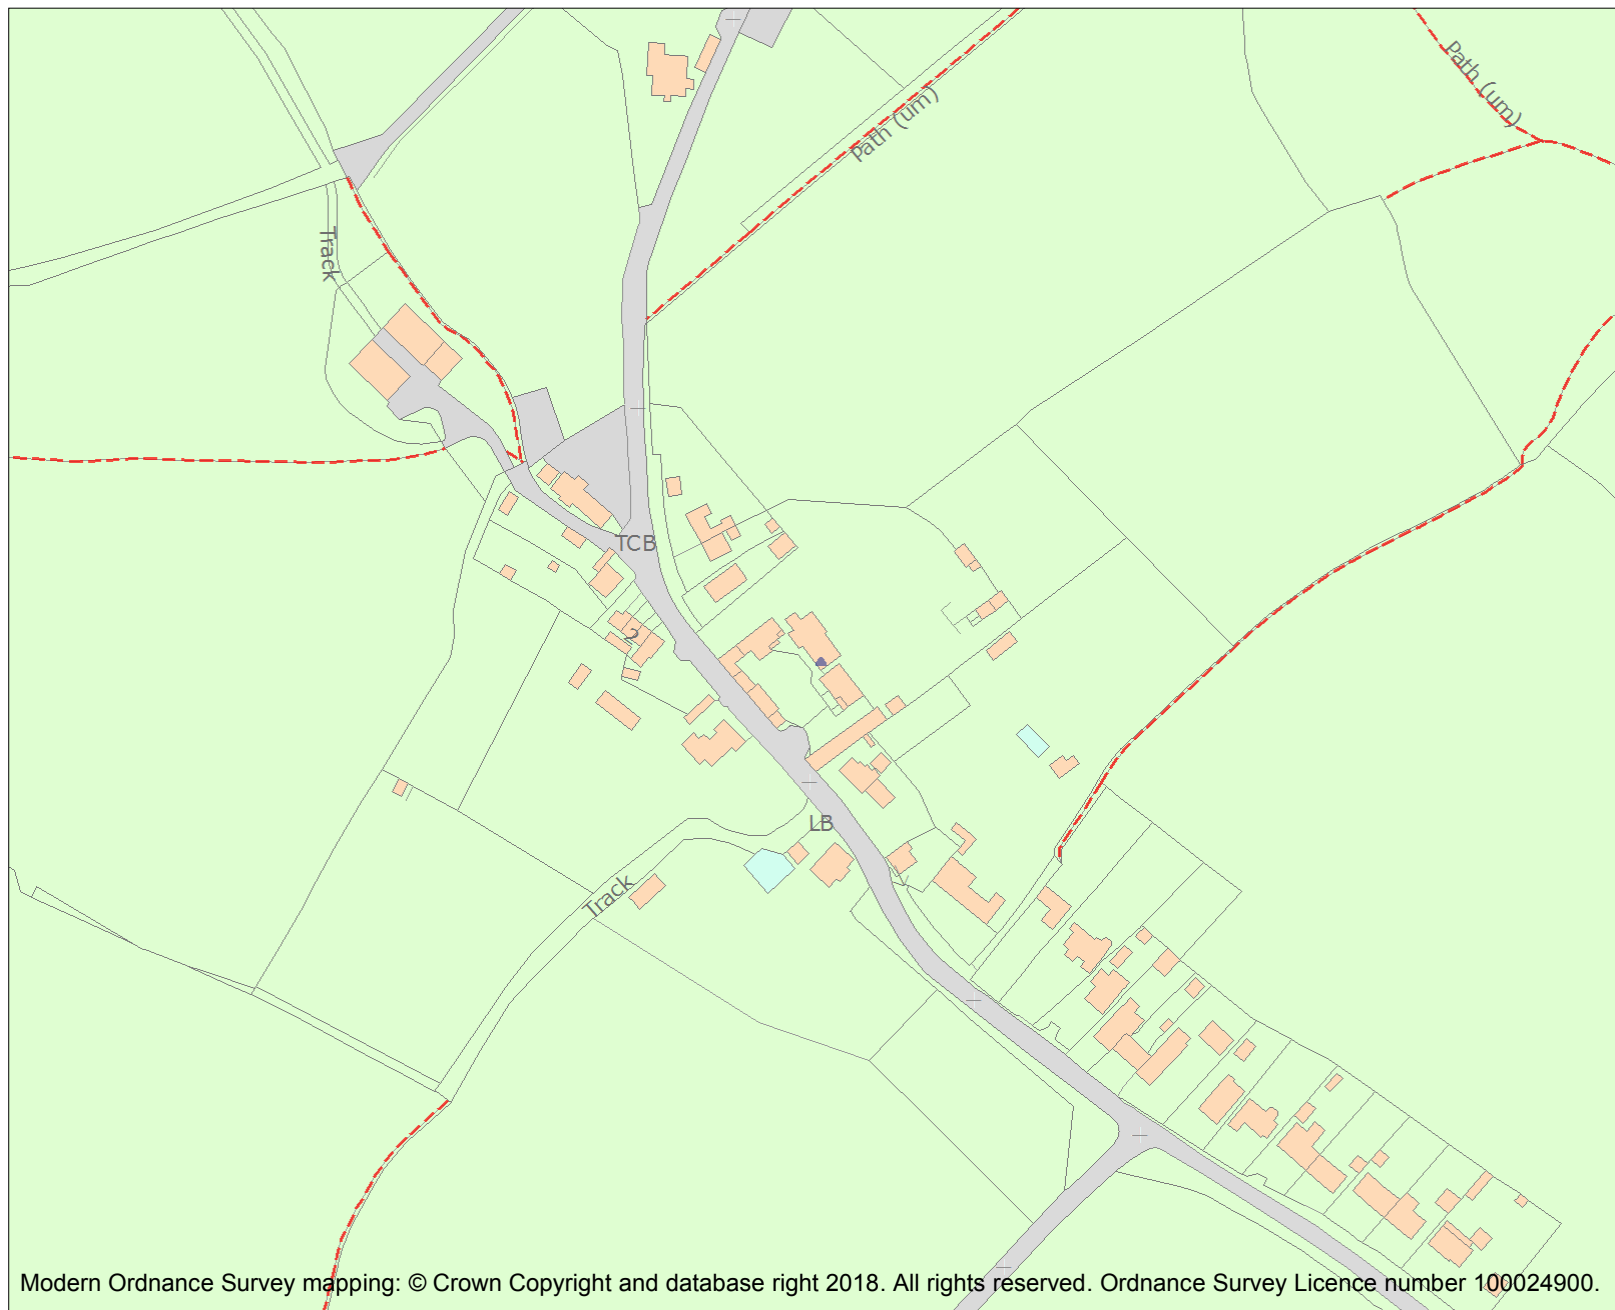 Path (um)
Path (um)
Track
TCB
2
LB
Track
Modern Ordnance Survey mapping: © Crown Copyright and database right 2018. All rights reserved. Ordnance Survey Licence number 100024900.